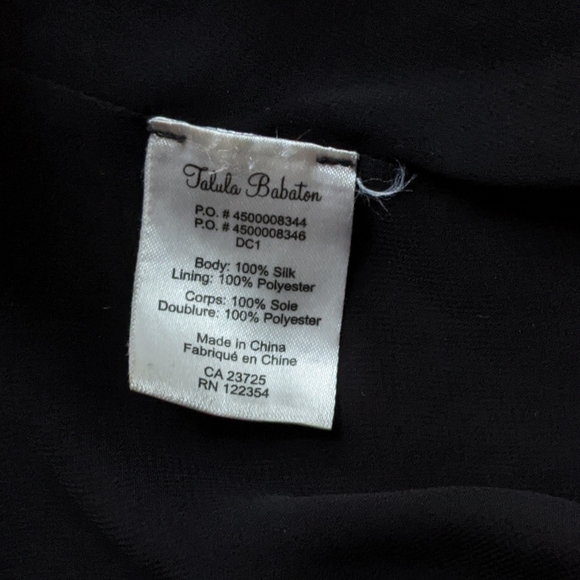 Talula Babaton
P.O. # 4500008344
P.O. # 4500008346
DC1
Body: 100% Silk
Lining: 100% Polyester
Corps: 100% Soie
Doublure: 100% Polyester
Made in China
Fabriqué en Chine
CA 23725
RN 122354